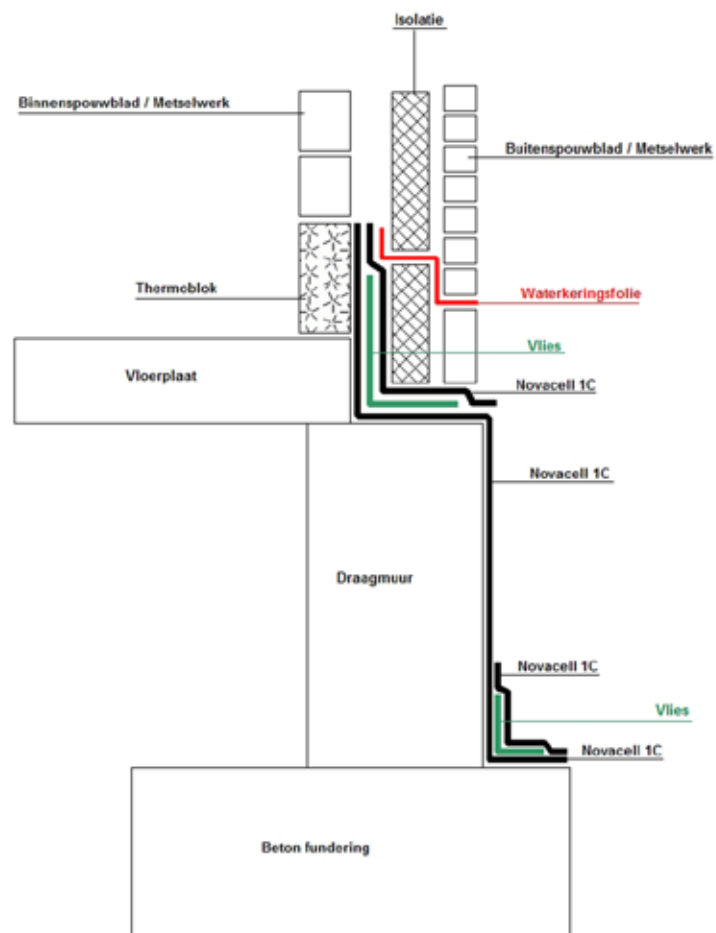 Isolatie
Binnenspouwblad / Metselwerk
Buitenspouwblad / Metselwerk
Thermoblok
Waterkeringsfolie
Vlies
Vloerplaat
Novacell 1C
Novacell 1C
Draagmuur
Novacell 1C
Vlies
Novacell 1C
Beton fundering